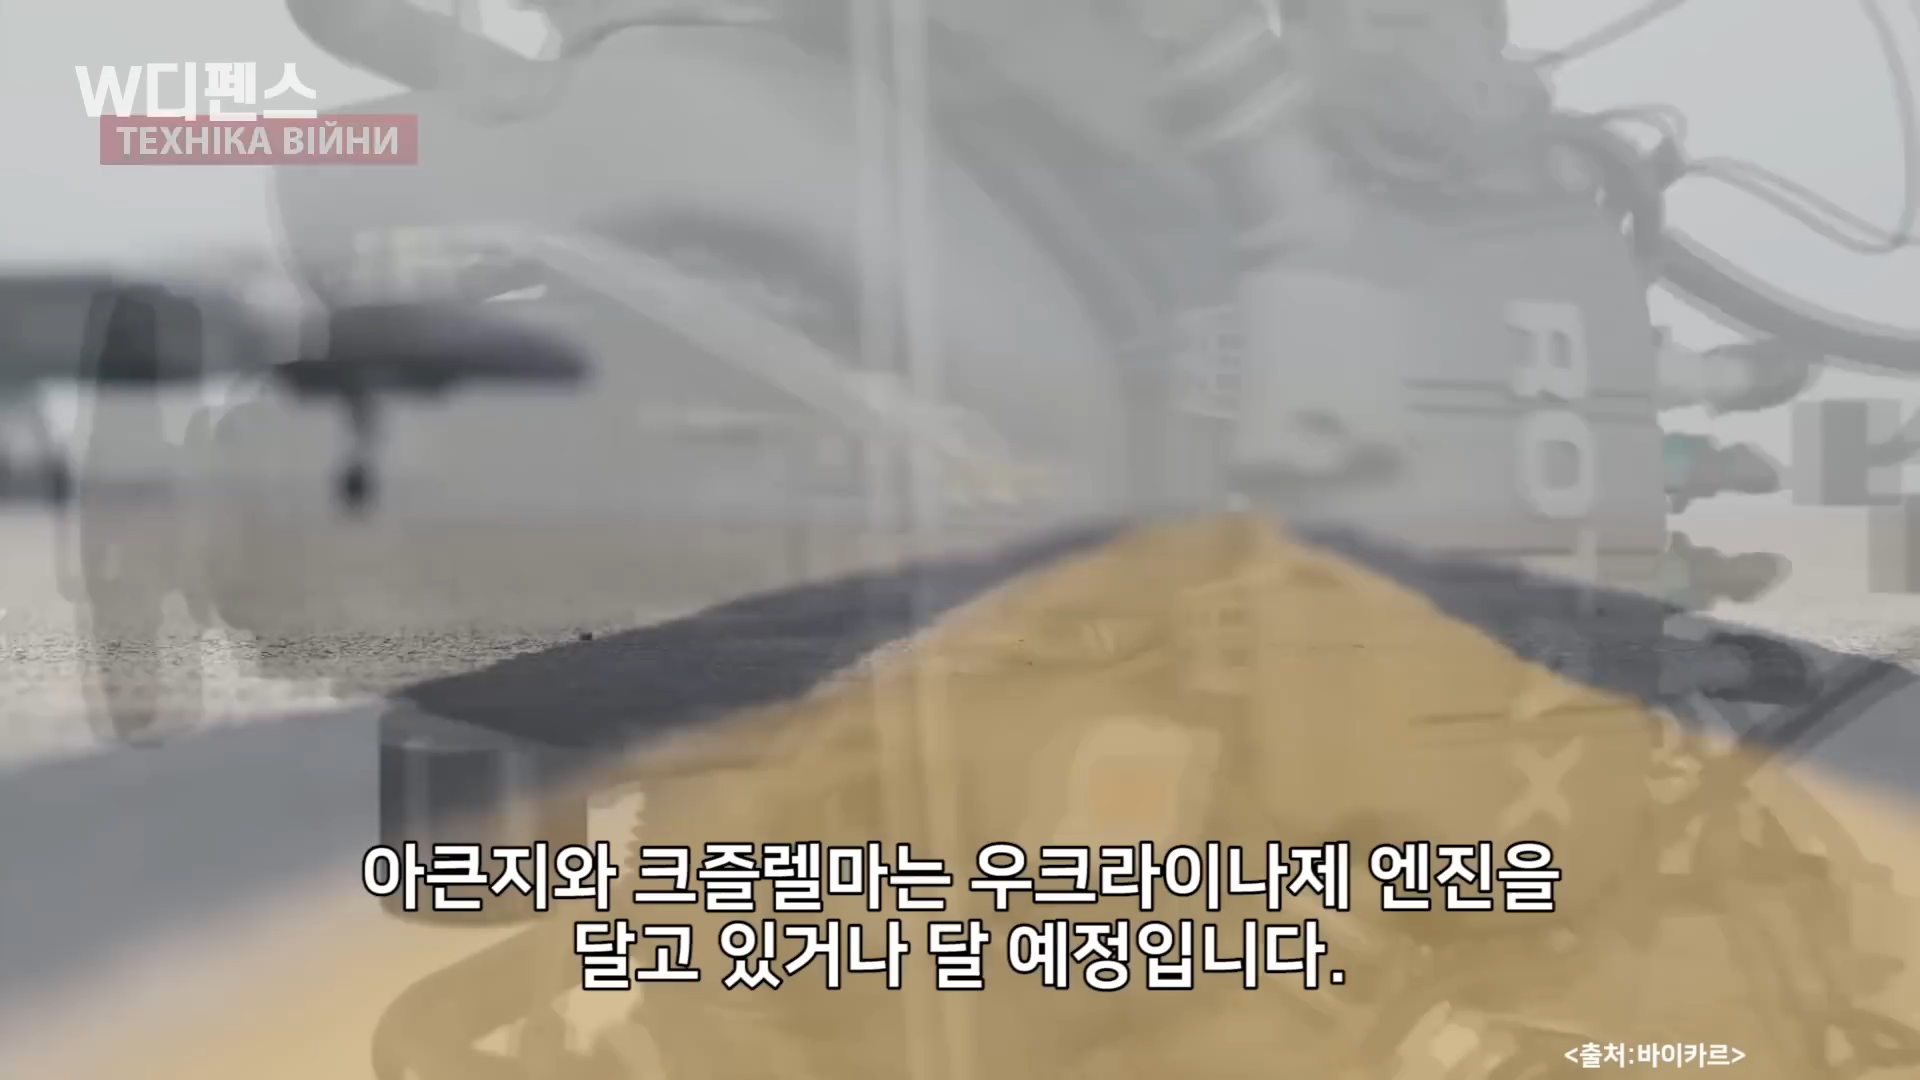 W디펜스
ТЕХНІКА ВІЙНИ
RO
X
아큰지와 크즐렐마는 우크라이나제 엔진을
달고 있거나 달 예정입니다.
<출처:바이카르>